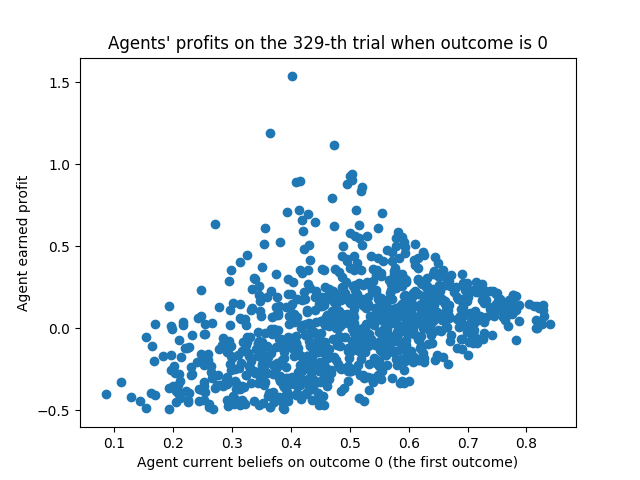 Agents' profits on the 329-th trial when outcome is 0
1.5
1.0
0.5
0.0
−0.5
Agent earned profit
0.1 0.2 0.3 0.4 0.5 0.6 0.7 0.8
Agent current beliefs on outcome 0 (the first outcome)